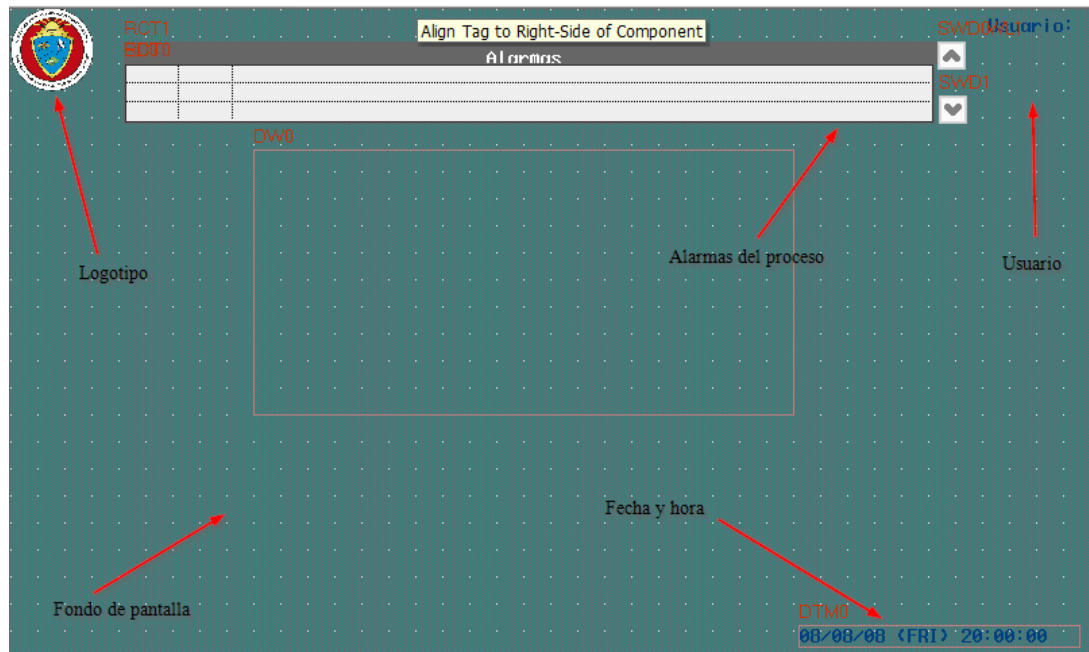 RCT1
Align Tag to Right-Side of Component
Usuario:
Alarmas
SWD1
DW0
Alarmas del proceso
Usuario
Logotipo
Fecha y hora
Fondo de pantalla
DTM0
08/08/08 (FRI) 20:00:00